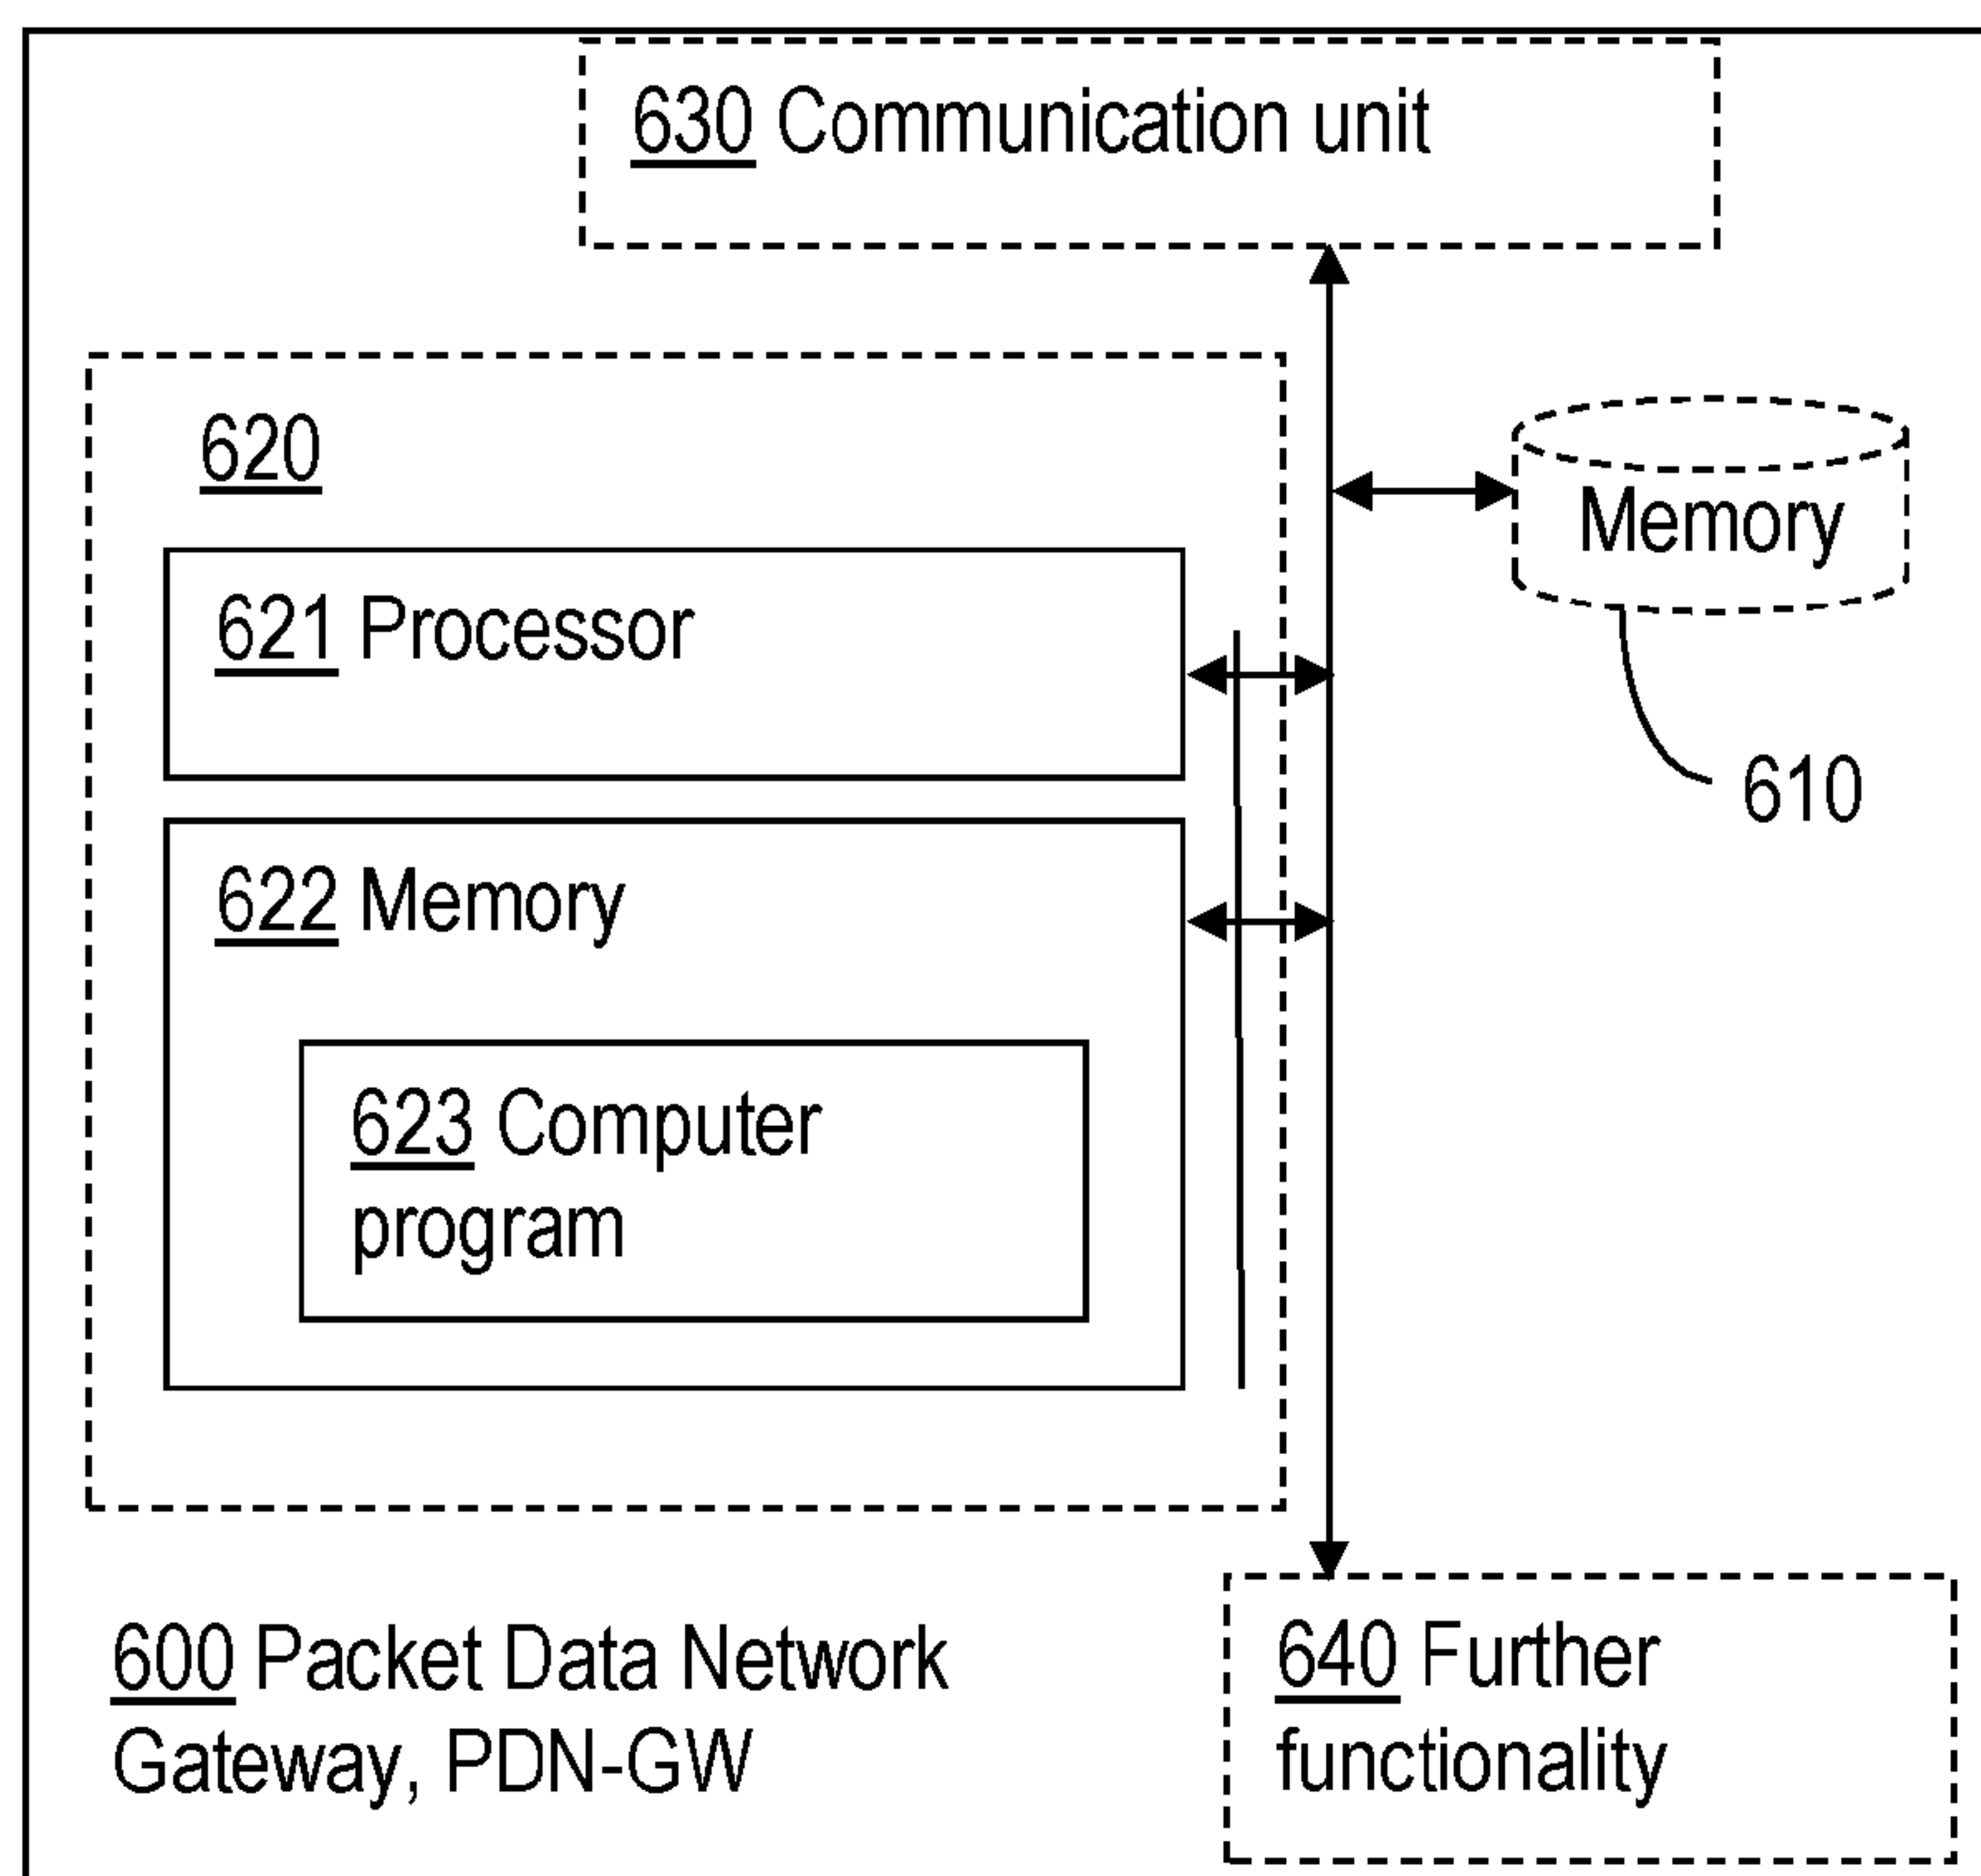 630 Communication unit
620
Memory
621 Processor
610
622 Memory
623 Computer
program
600 Packet Data Network
Gateway, PDN-GW
640 Further
functionality